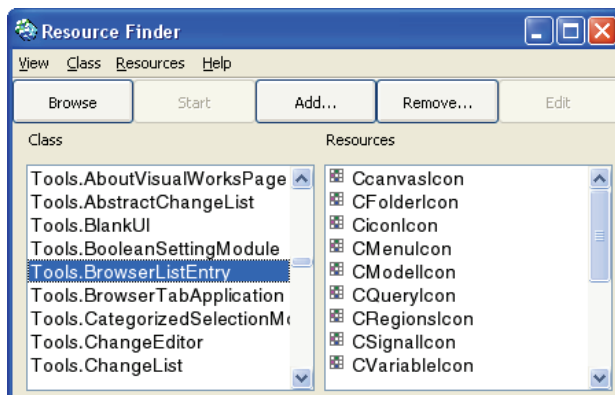 Resource Finder
View Class Resources Help
Browse Start Add... Remove... Edit
Class Resources
Tools.AboutVisualWorksPage
Tools.AbstractChangeList
Tools.BlankUI
Tools.BooleanSettingModule
Tools.BrowserListEntry
Tools.BrowserTabApplication
Tools.CategorizedSelectionMo
Tools.ChangeEditor
Tools.ChangeList
CcanvasIcon
CFolderIcon
CiconIcon
CMenuIcon
CModelIcon
CQueryIcon
CRegionsIcon
CSignalIcon
CVariableIcon